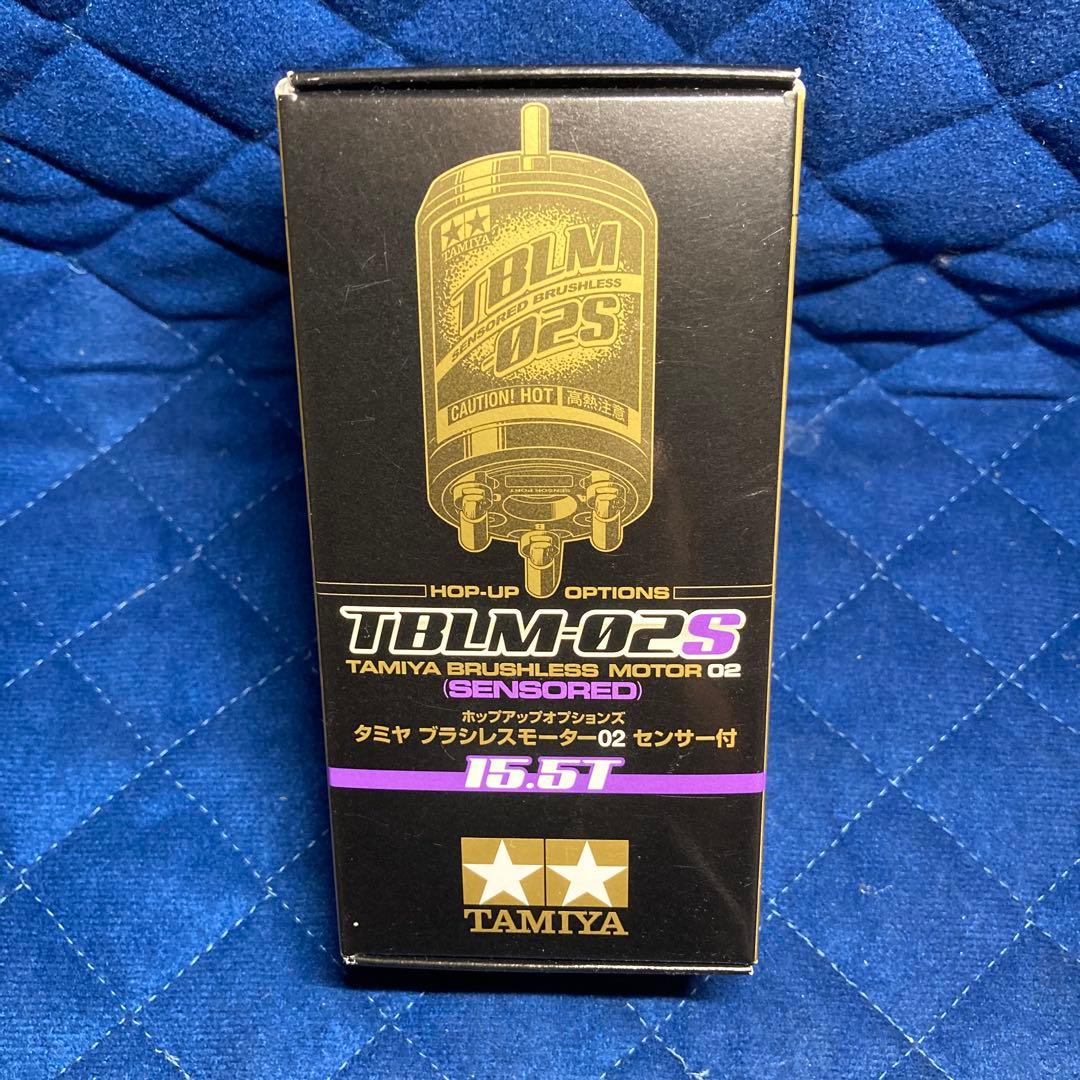 TAMIYA
TBLM
SENSORED BRUSHLESS
02S
CAUTION! HOT 高熱注意
SENSOR PORT
B
HOP-UP OPTIONS
TBLM-02S
TAMIYA BRUSHLESS MOTOR 02
(SENSORED)
ホップアップオプションズ
タミヤ ブラシレスモーター02 センサー付
15.5T
TAMIYA